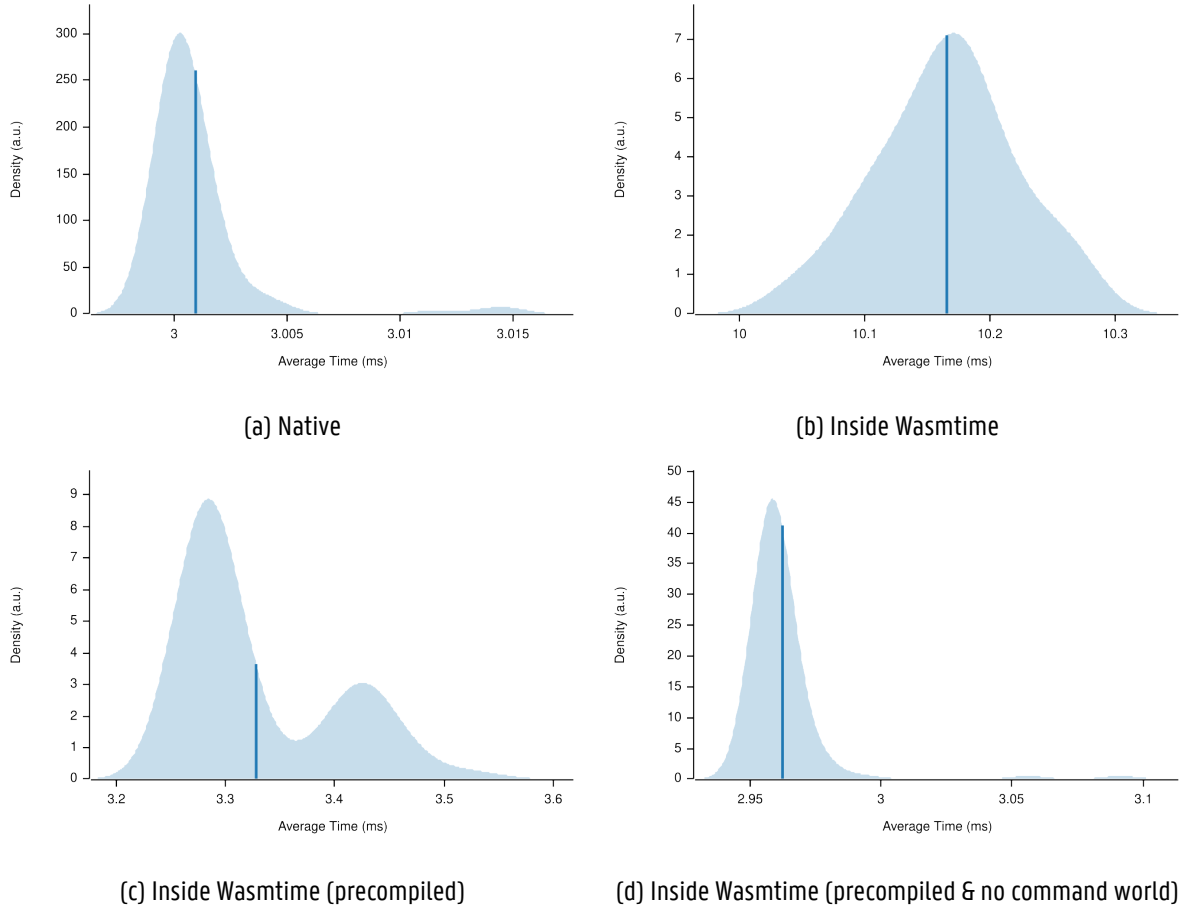 300
250
200
150
100
50
0
Density (a.u.)
3 3.005 3.01 3.015
Average Time (ms)
(a) Native
7
6
5
4
3
2
1
0
Density (a.u.)
10 10.1 10.2 10.3
Average Time (ms)
(b) Inside Wasmtime
9
8
7
6
5
4
3
2
1
0
Density (a.u.)
3.2 3.3 3.4 3.5 3.6
Average Time (ms)
(c) Inside Wasmtime (precompiled)
50
45
40
35
30
25
20
15
10
5
0
Density (a.u.)
2.95 3 3.05 3.1
Average Time (ms)
(d) Inside Wasmtime (precompiled & no command world)